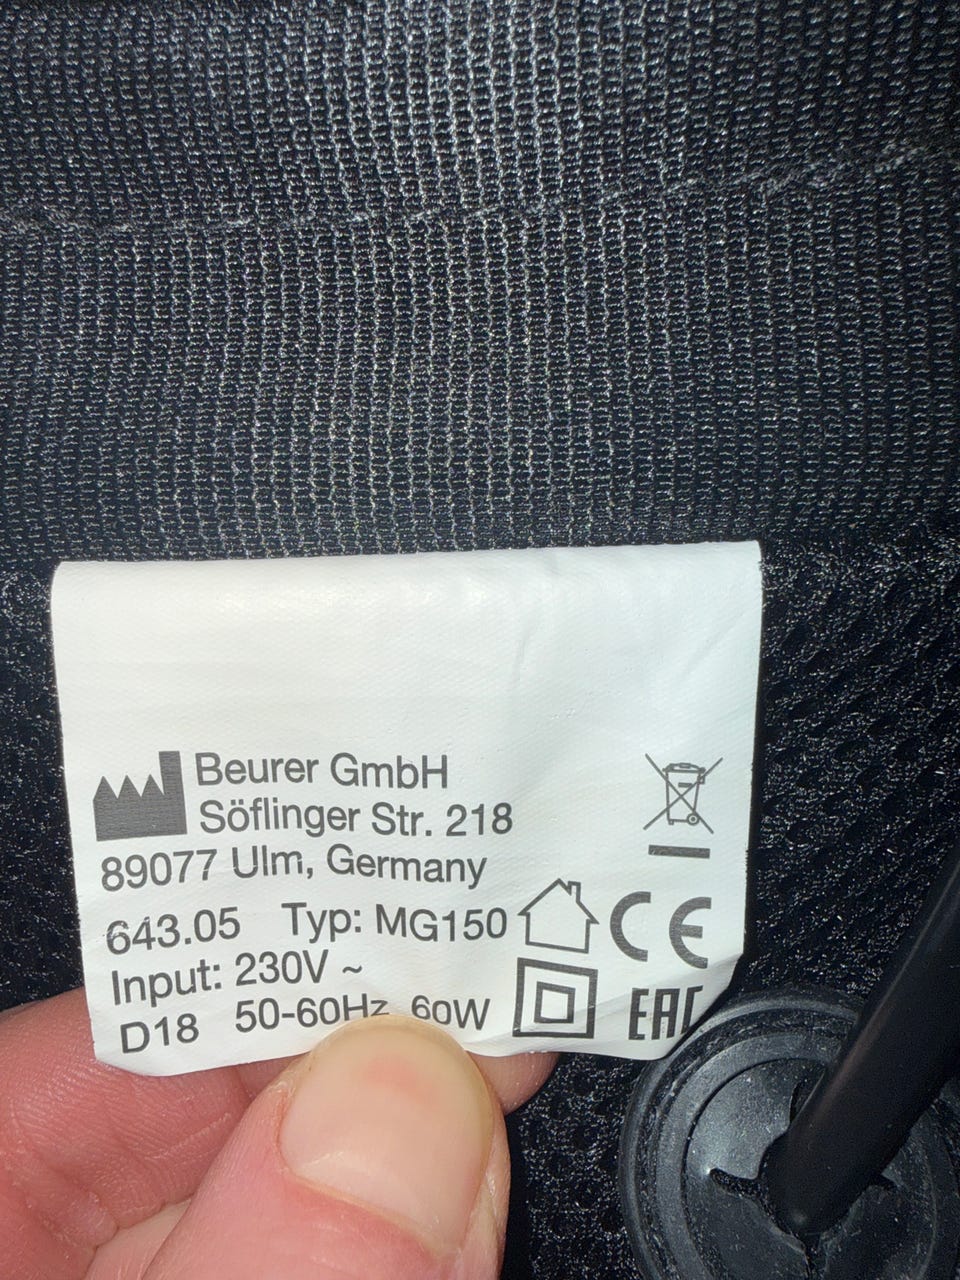 Beurer GmbH
Söflinger Str. 218
89077 Ulm, Germany
643.05 Typ: MG150
Input: 230V ~
D18 50-60Hz 60W
CE
EAC